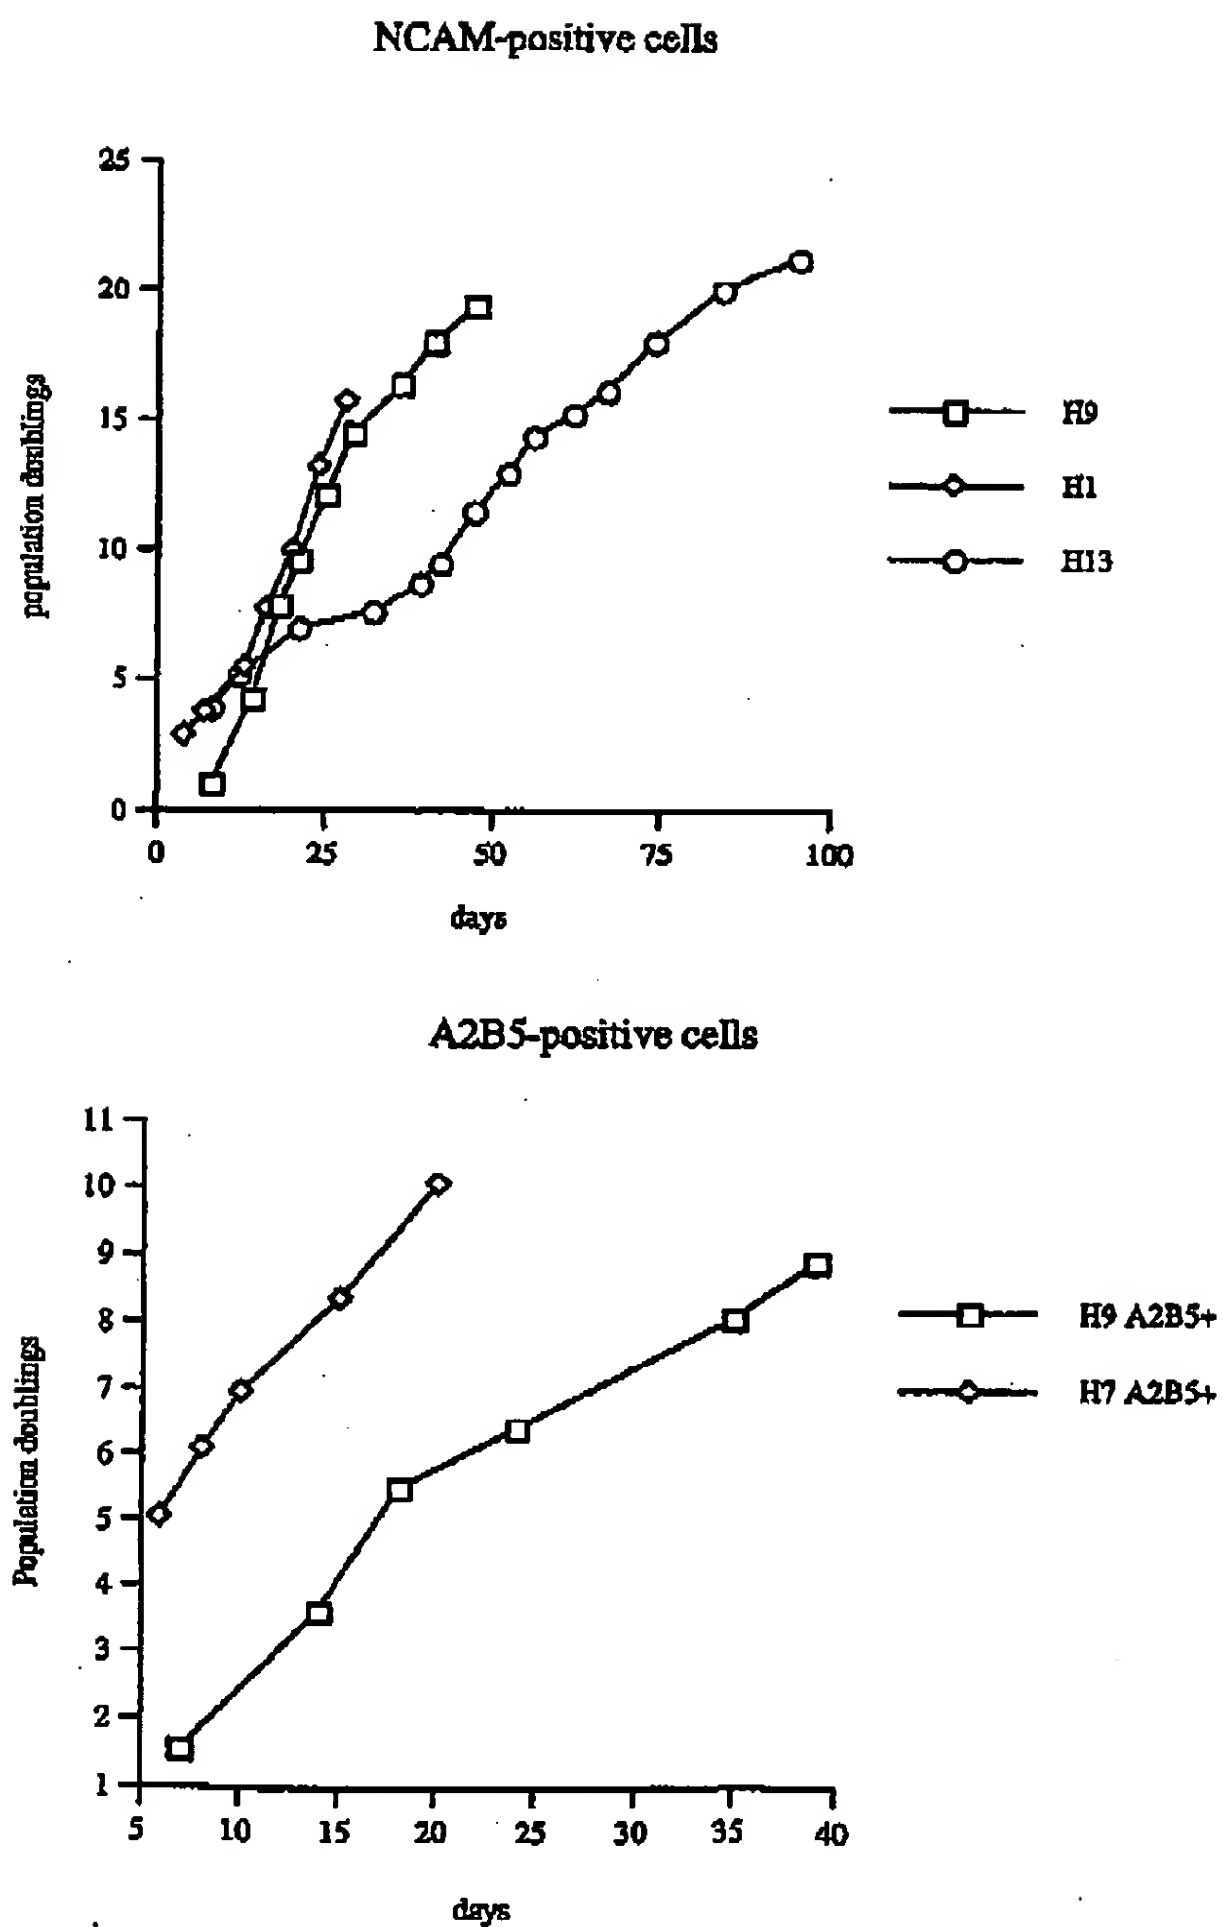 NCAM-positive cells
25
20
15
10
5
0
population doublings
0 25 50 75 100
days
H9
H1
H13
A2B5-positive cells
11
10
9
8
7
6
5
4
3
2
1
Population doublings
5 10 15 20 25 30 35 40
days
H9 A2B5+
H7 A2B5+